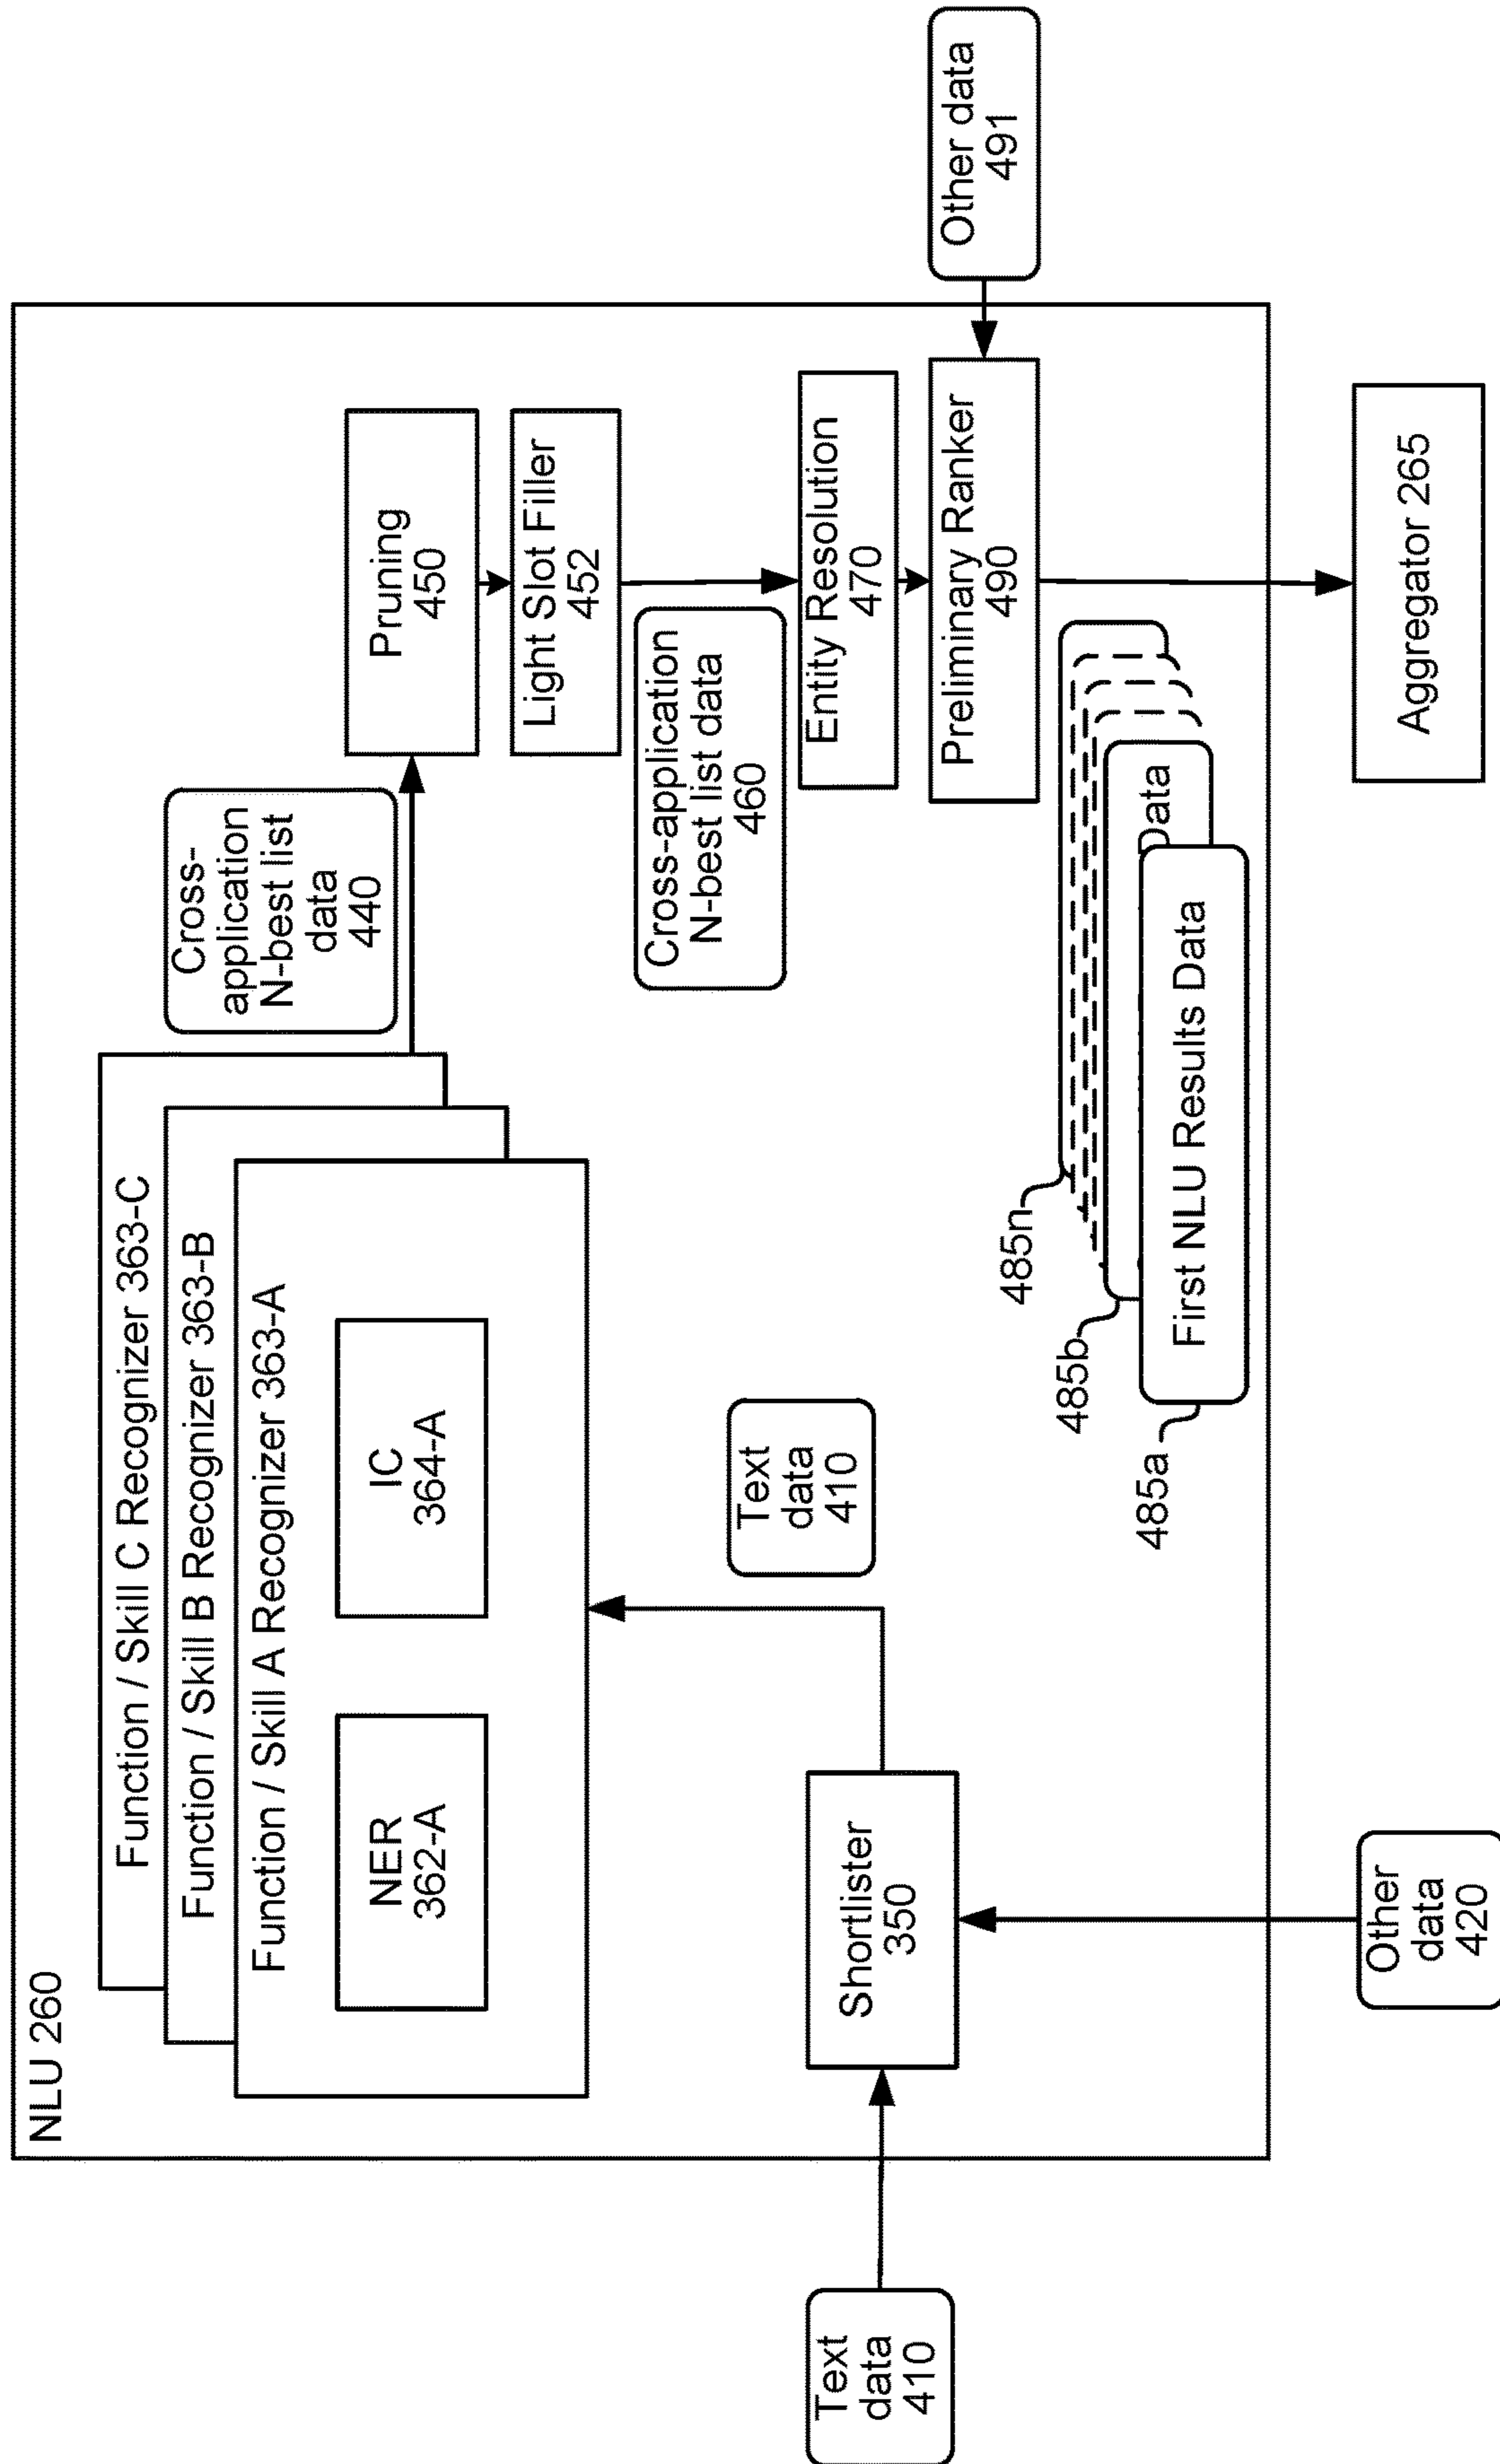 NLU 260
Function / Skill C Recognizer 363-C
Function / Skill B Recognizer 363-B
Function / Skill A Recognizer 363-A
NER
362-A
IC
364-A
Cross-
application
N-best list
data
440
Pruning
450
Light Slot Filler
452
Cross-application
N-best list data
460
Entity Resolution
470
Preliminary Ranker
490
Other data
491
Text
data
410
Shortlister
350
Text
data
410
Other
data
420
485n
485b
485a
Data
First NLU Results Data
Aggregator 265